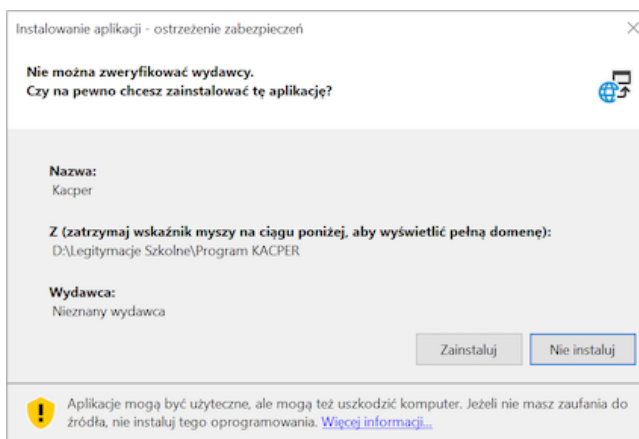 Instalowanie aplikacji - ostrzeżenie zabezpieczeń
Nie można zweryfikować wydawcy.
Czy na pewno chcesz zainstalować tę aplikację?
Nazwa:
Kacper
Z (zatrzymaj wskaźnik myszy na ciągu poniżej, aby wyświetlić pełną domenę):
D:\Legitymacje Szkolne\Program KACPER
Wydawca:
Nieznany wydawca
Zainstaluj
Nie instaluj
Aplikacje mogą być użyteczne, ale mogą też uszkodzić komputer. Jeżeli nie masz zaufania do
źródła, nie instaluj tego oprogramowania. Więcej informacji...